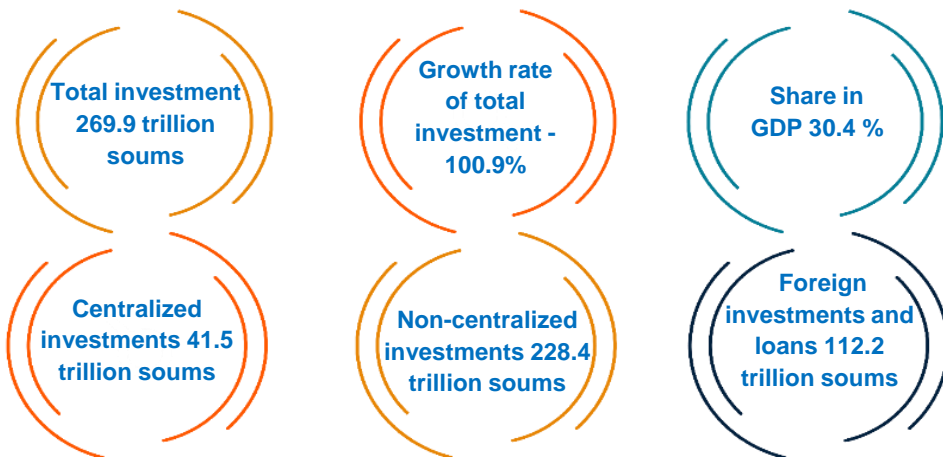 Total investment
269.9 trillion
soums
Growth rate
of total
investment -
100.9%
Share in
GDP 30.4 %
Centralized
investments 41.5
trillion soums
Non-centralized
investments 228.4
trillion soums
Foreign
investments and
loans 112.2
trillion soums